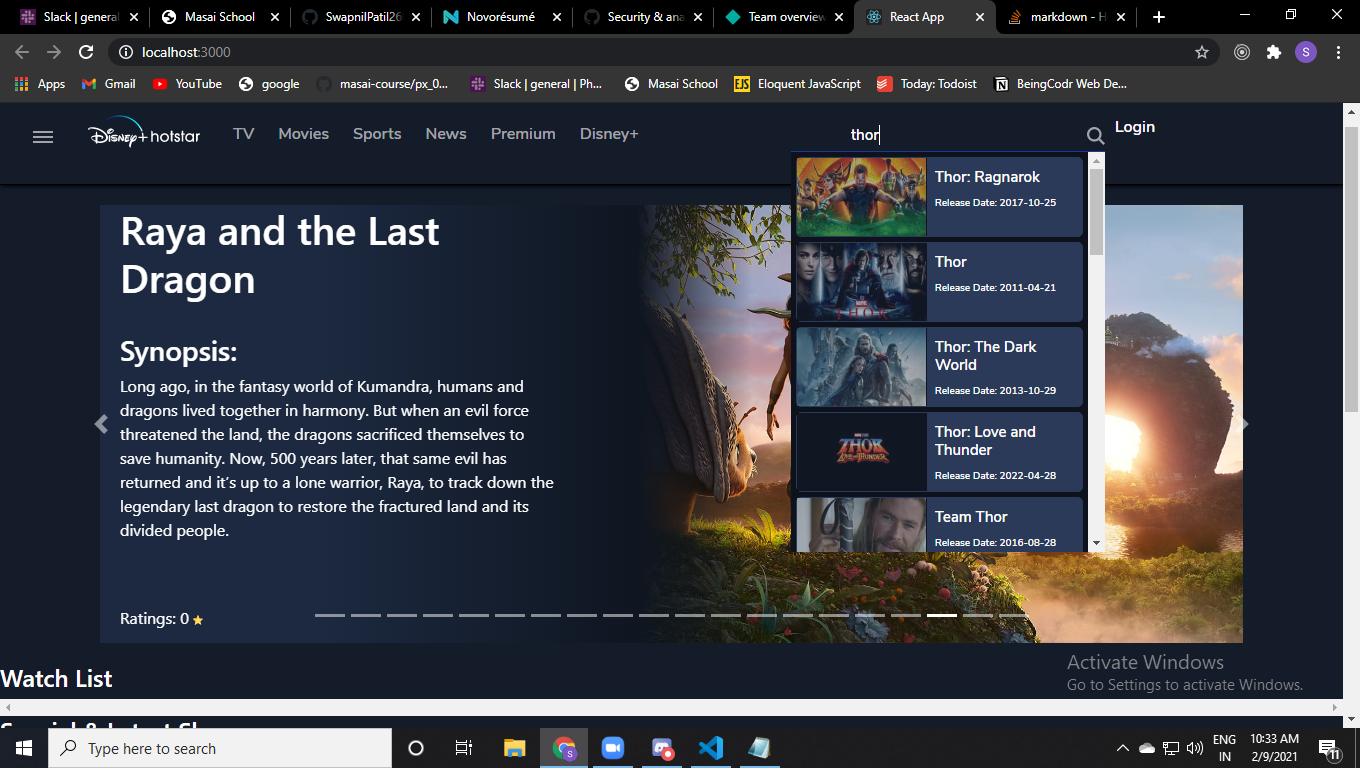 Slack | general
Masai School
SwapnilPatil26
Novorésumé
Security & ana
Team overview
React App
markdown - H
localhost:3000
S
Apps
Gmail
YouTube
google
masai-course/px_0...
Slack | general | Ph...
Masai School
EJS
Eloquent JavaScript
Today: Todoist
BeingCodr Web De...
Disney+ hotstar
TV
Movies
Sports
News
Premium
Disney+
thor
Login
Raya and the Last
Dragon
Synopsis:
Long ago, in the fantasy world of Kumandra, humans and
dragons lived together in harmony. But when an evil force
threatened the land, the dragons sacrificed themselves to
save humanity. Now, 500 years later, that same evil has
returned and it’s up to a lone warrior, Raya, to track down the
legendary last dragon to restore the fractured land and its
divided people.
Ratings: 0
Thor: Ragnarok
Release Date: 2017-10-25
THOR
Thor
Release Date: 2011-04-21
Thor: The Dark
World
Release Date: 2013-10-29
THOR
LOVE AND THUNDER
Thor: Love and
Thunder
Release Date: 2022-04-28
Team Thor
Release Date: 2016-08-28
Watch List
Activate Windows
Go to Settings to activate Windows.
Type here to search
S
ENG
IN
10:33 AM
2/9/2021
11